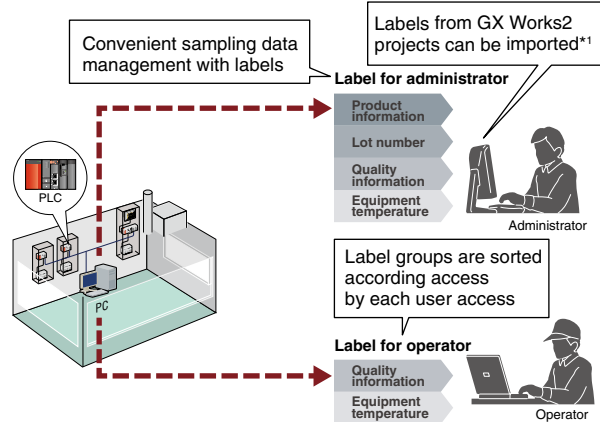 Convenient sampling data
management with labels
Labels from GX Works2
projects can be imported*1
Label for administrator
Product
information
Lot number
Quality
information
Equipment
temperature
Administrator
PLC
PC
Label groups are sorted
according access
by each user access
Label for operator
Quality
information
Equipment
temperature
Operator